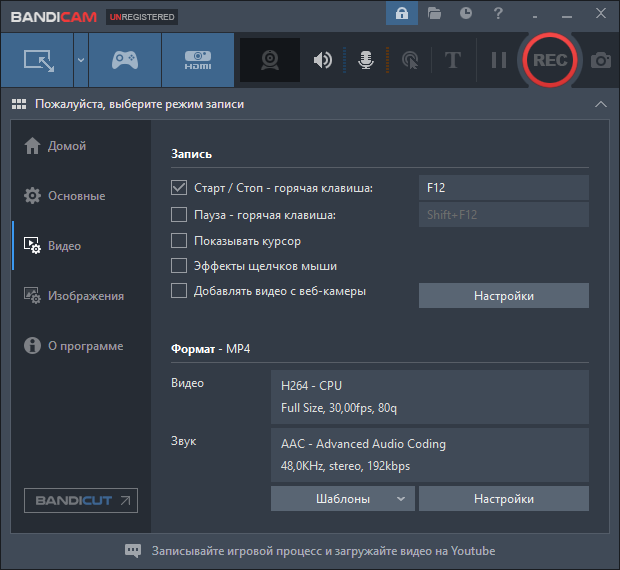 BANDICAM UNREGISTERED
?
HDMI
T
REC
Пожалуйста, выберите режим записи
Домой
Основные
Видео
Изображения
О программе
BANDICUT
Запись
Старт / Стоп - горячая клавиша: F12
Пауза - горячая клавиша: Shift+F12
Показывать курсор
Эффекты щелчков мыши
Добавлять видео с веб-камеры Настройки
Формат - MP4
Видео H264 - CPU
Full Size, 30,00fps, 80q
Звук AAC - Advanced Audio Coding
48,0KHz, stereo, 192kbps
Шаблоны Настройки
Записывайте игровой процесс и загружайте видео на Youtube